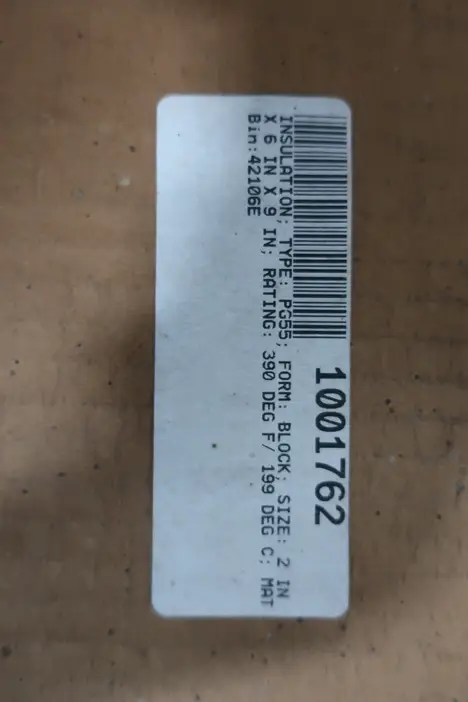 1001762
INSULATION; TYPE: PG55; FORM: BLOCK; SIZE: 2 IN
X 6 IN X 9 IN; RATING: 390 DEG F/ 199 DEG C; MAT
Bin:42106E